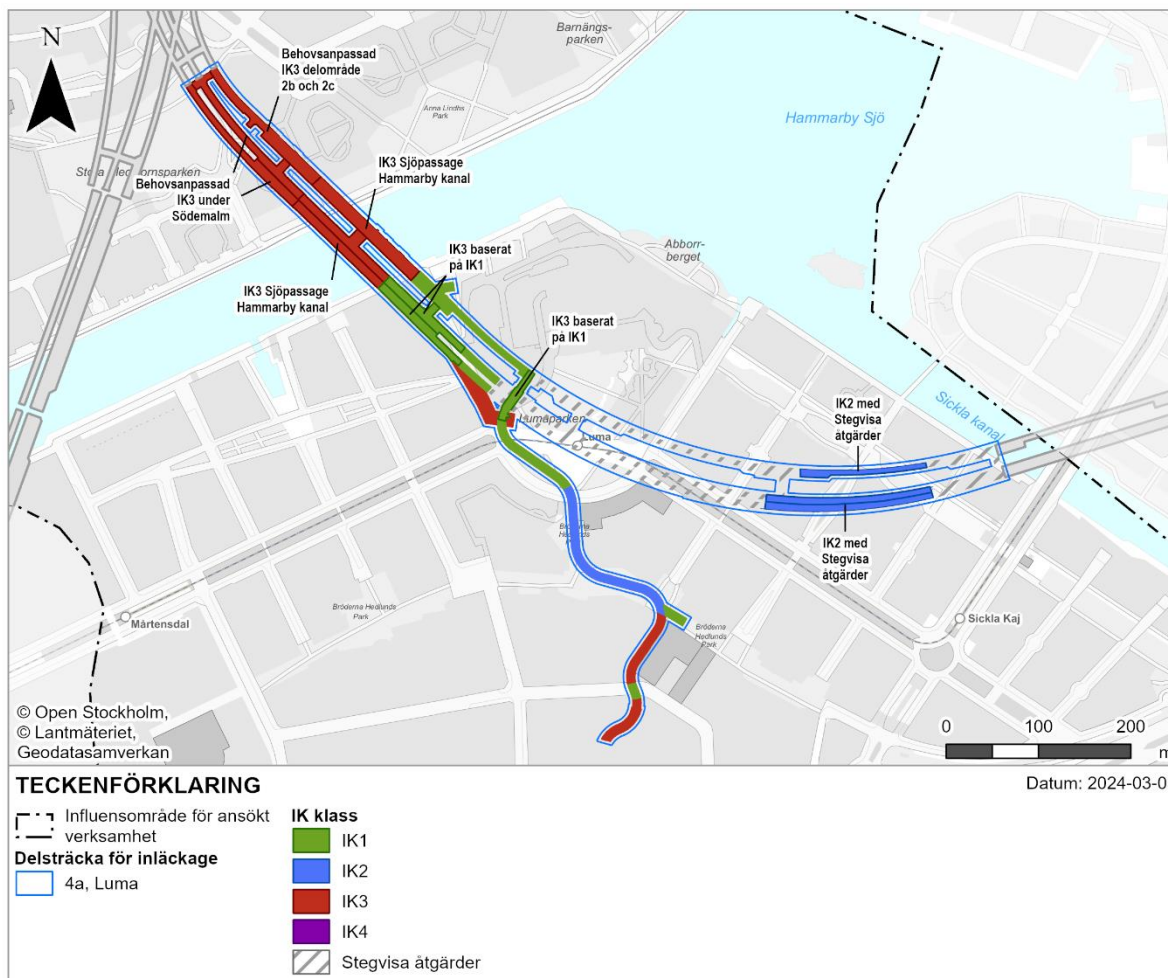 N
Barnängs-
parken
Behovsanpassad
IK3 delområde
2b och 2c
Anna Lindhs
Park
Hammarby Sjö
Behovsanpassad
IK3 under
Södemalm
IK3 Sjöpassage
Hammarby kanal
IK3 baserat
på IK1
Abborr-
berget
IK3 Sjöpassage
Hammarby kanal
IK3 baserat
på IK1
Lumaparken
Luma
IK2 med
Stegvisa
åtgärder
Sickla kanal
IK2 med
Stegvisa
åtgärder
Bröderna Hedlunds
Park
Mårtensdal
Bröderna
Hedlunds
Park
Sickla Kaj
© Open Stockholm,
© Lantmäteriet,
Geodatasamverkan
0 100 200
m
TECKENFÖRKLARING
Datum: 2024-03-0
Influensområde för ansökt
verksamhet
Delsträcka för inläckage
4a, Luma
IK klass
IK1
IK2
IK3
IK4
Stegvisa åtgärder